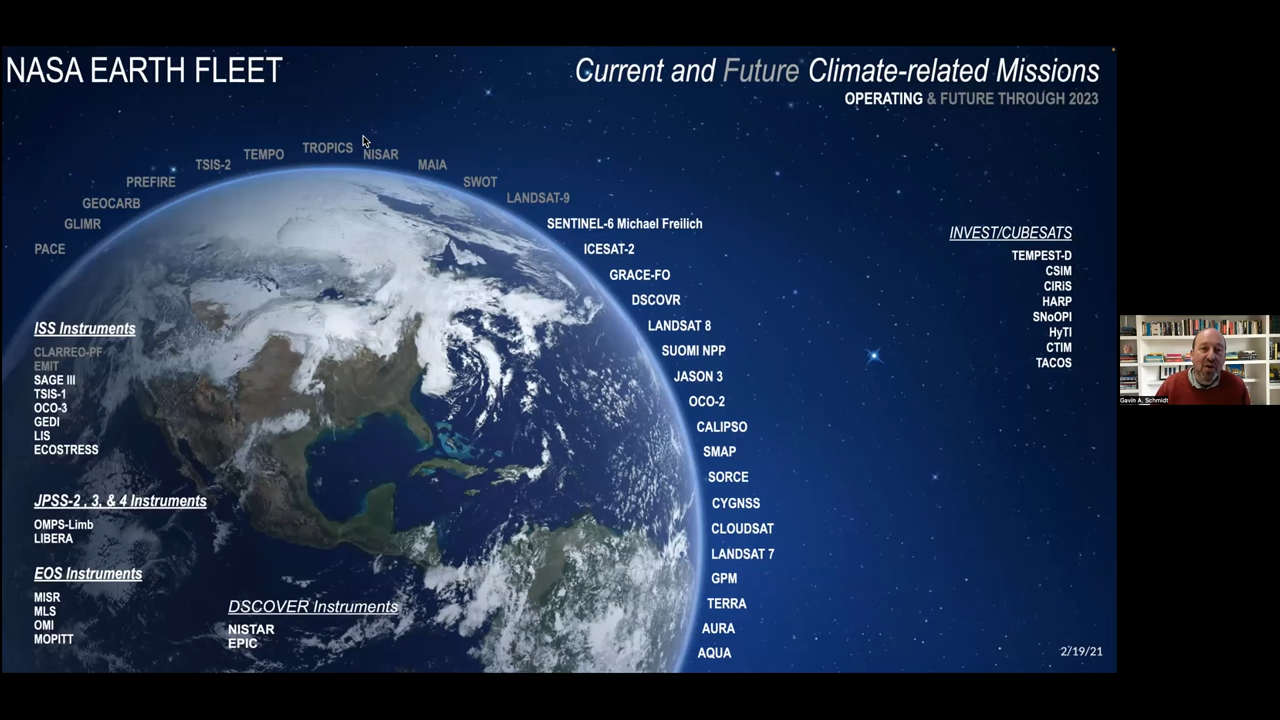 NASA EARTH FLEET
Current and Future Climate-related Missions
OPERATING & FUTURE THROUGH 2023
TROPICS
TEMPO
NISAR
TSIS-2
MAIA
PREFIRE
SWOT
GEOCARB
LANDSAT-9
GLIMR
PACE
SENTINEL-6 Michael Freilich
ICESAT-2
GRACE-FO
DSCOVR
LANDSAT 8
SUOMI NPP
JASON 3
OCO-2
CALIPSO
SMAP
SORCE
CYGNSS
CLOUDSAT
LANDSAT 7
GPM
TERRA
AURA
AQUA
INVEST/CUBESATS
TEMPEST-D
CSIM
CIRiS
HARP
SNoOPI
HyTI
CTIM
TACOS
ISS Instruments
CLARREO-PF
EMIT
SAGE III
TSIS-1
OCO-3
GEDI
LIS
ECOSTRESS
JPSS-2 , 3, & 4 Instruments
OMPS-Limb
LIBERA
EOS Instruments
MISR
MLS
OMI
MOPITT
DSCOVER Instruments
NISTAR
EPIC
2/19/21
Gavin A. Schmidt